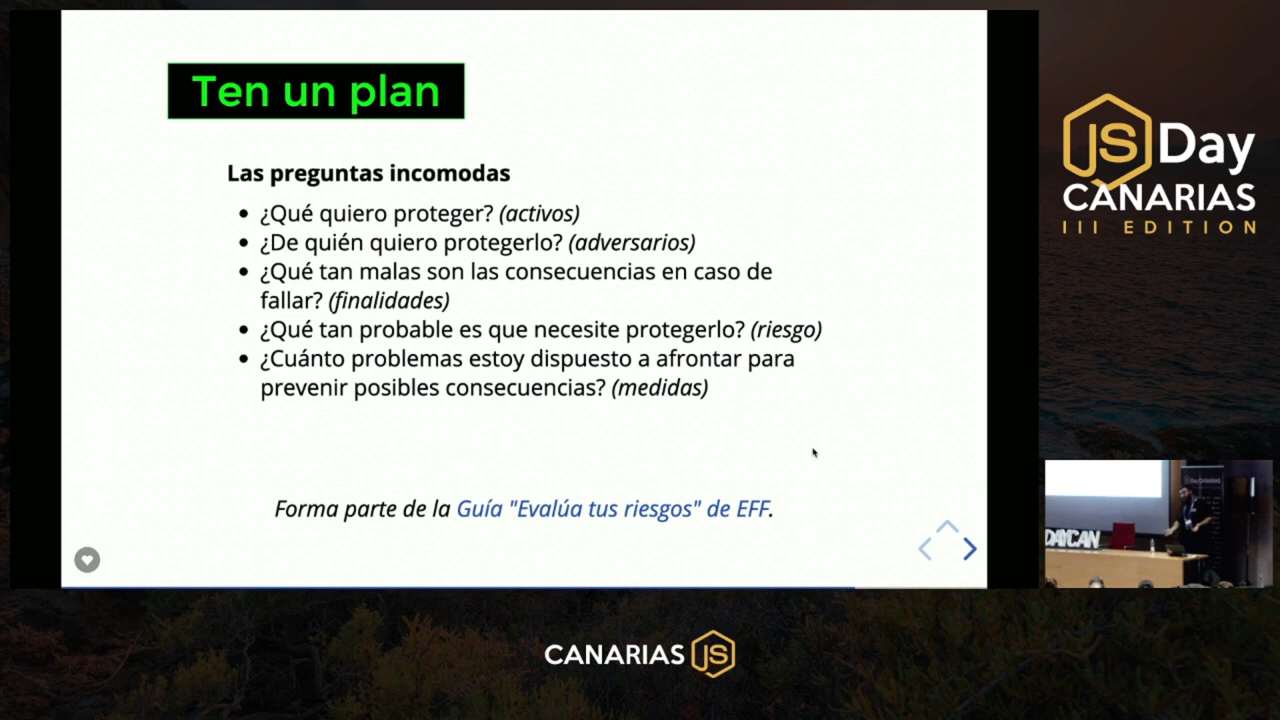 Ten un plan
Las preguntas incomodas
¿Qué quiero proteger? (activos)
¿De quién quiero protegerlo? (adversarios)
¿Qué tan malas son las consecuencias en caso de
fallar? (finalidades)
¿Qué tan probable es que necesite protegerlo? (riesgo)
¿Cuánto problemas estoy dispuesto a afrontar para
prevenir posibles consecuencias? (medidas)
Forma parte de la Guía "Evalúa tus riesgos" de EFF.
JS Day
CANARIAS
III EDITION
DAYCAN
CANARIAS JS